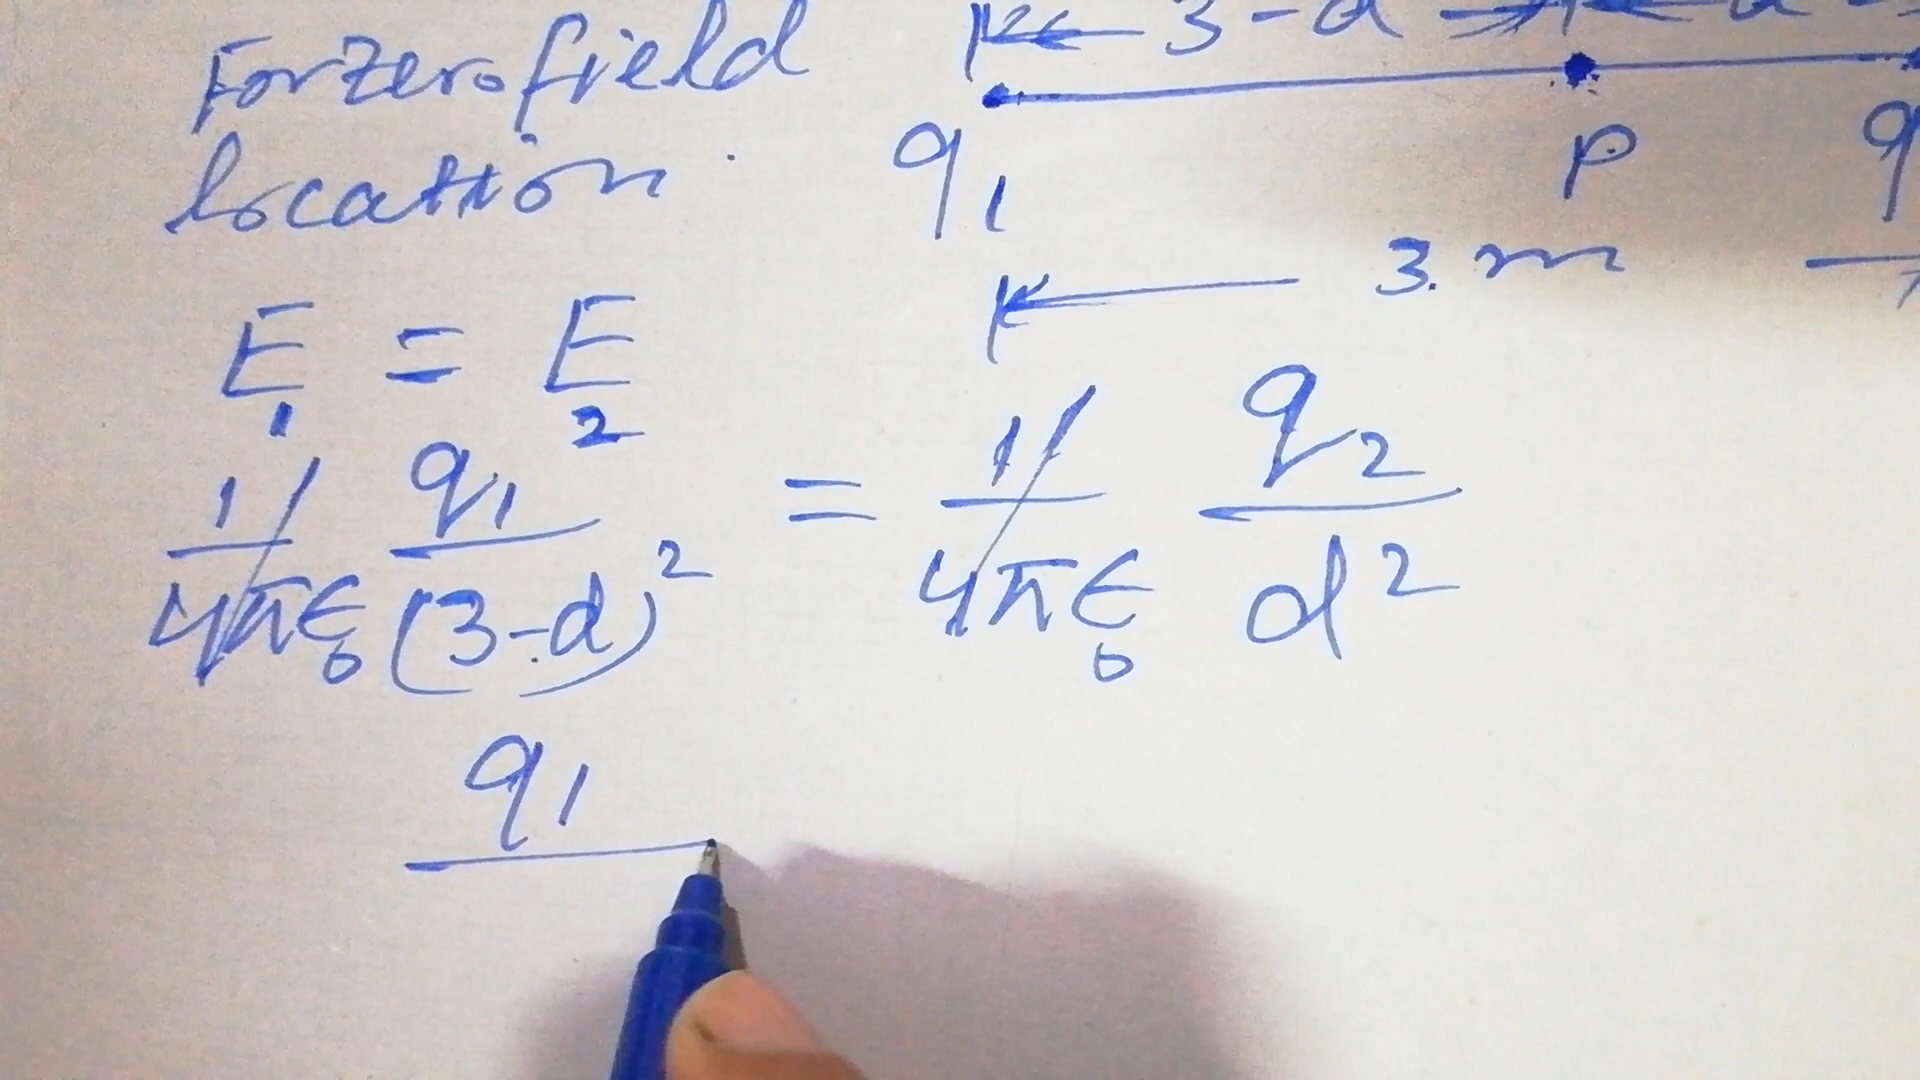 3-d d
For zero field
location
q1 P q
3. m
E1 = E2
1/4πε0 q1/(3-d)² = 1/4πε0 q2/d²
q1